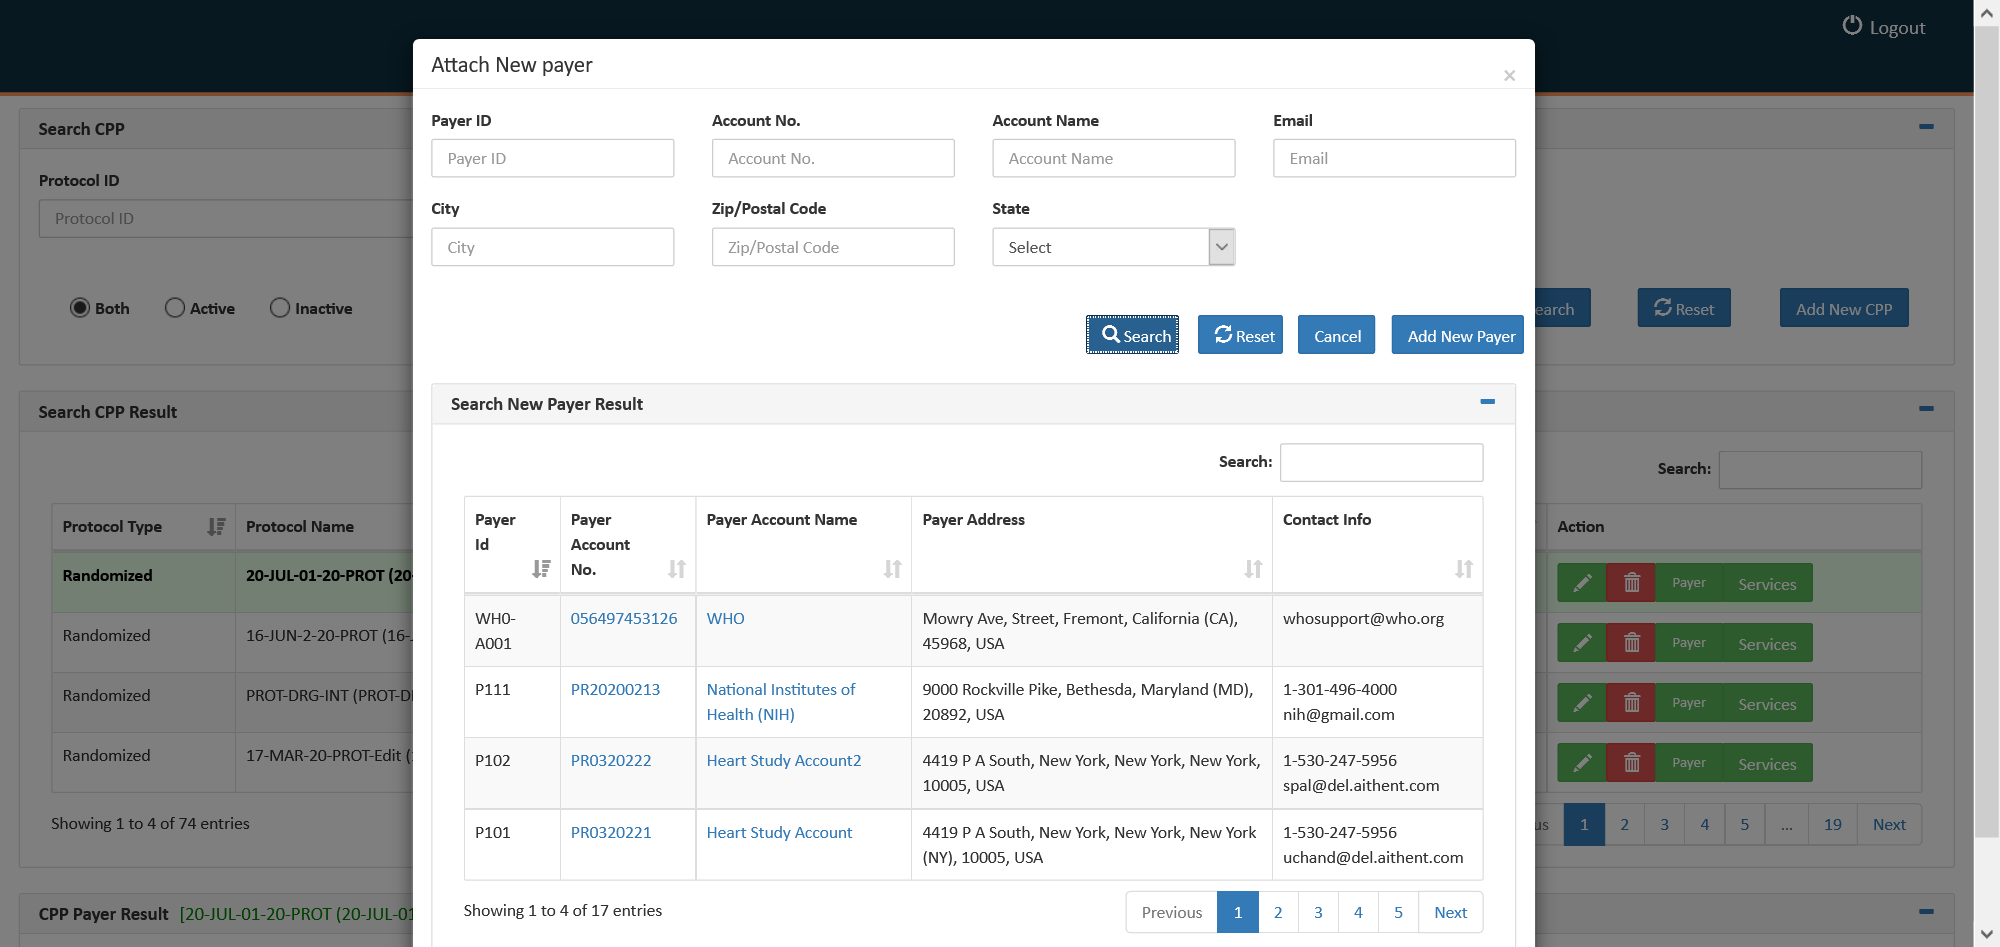 Logout
Attach New payer
×
Search CPP
Payer ID
Account No.
Account Name
Email
Payer ID
Account No.
Account Name
Email
Protocol ID
Protocol ID
City
Zip/Postal Code
State
City
Zip/Postal Code
Select
Both
Active
Inactive
earch
Reset
Add New CPP
Search
Reset
Cancel
Add New Payer
Search CPP Result
Search New Payer Result
Search:
Search:
Protocol Type
Protocol Name
Action
Payer
Id
Payer
Account
No.
Payer Account Name
Payer Address
Contact Info
Randomized
20-JUL-01-20-PROT (20-
Payer
Services
Randomized
16-JUN-2-20-PROT (16-
Payer
Services
Randomized
PROT-DRG-INT (PROT-D
Payer
Services
Randomized
17-MAR-20-PROT-Edit (
Payer
Services
WH0-
A001
056497453126
WHO
Mowry Ave, Street, Fremont, California (CA),
45968, USA
whosupport@who.org
P111
PR20200213
National Institutes of
Health (NIH)
9000 Rockville Pike, Bethesda, Maryland (MD),
20892, USA
1-301-496-4000
nih@gmail.com
P102
PR0320222
Heart Study Account2
4419 P A South, New York, New York, New York,
10005, USA
1-530-247-5956
spal@del.aithent.com
P101
PR0320221
Heart Study Account
4419 P A South, New York, New York, New York
(NY), 10005, USA
1-530-247-5956
uchand@del.aithent.com
Showing 1 to 4 of 74 entries
us 1 2 3 4 5 ... 19 Next
Showing 1 to 4 of 17 entries
Previous 1 2 3 4 5 Next
CPP Payer Result [20-JUL-01-20-PROT (20-JUL-01